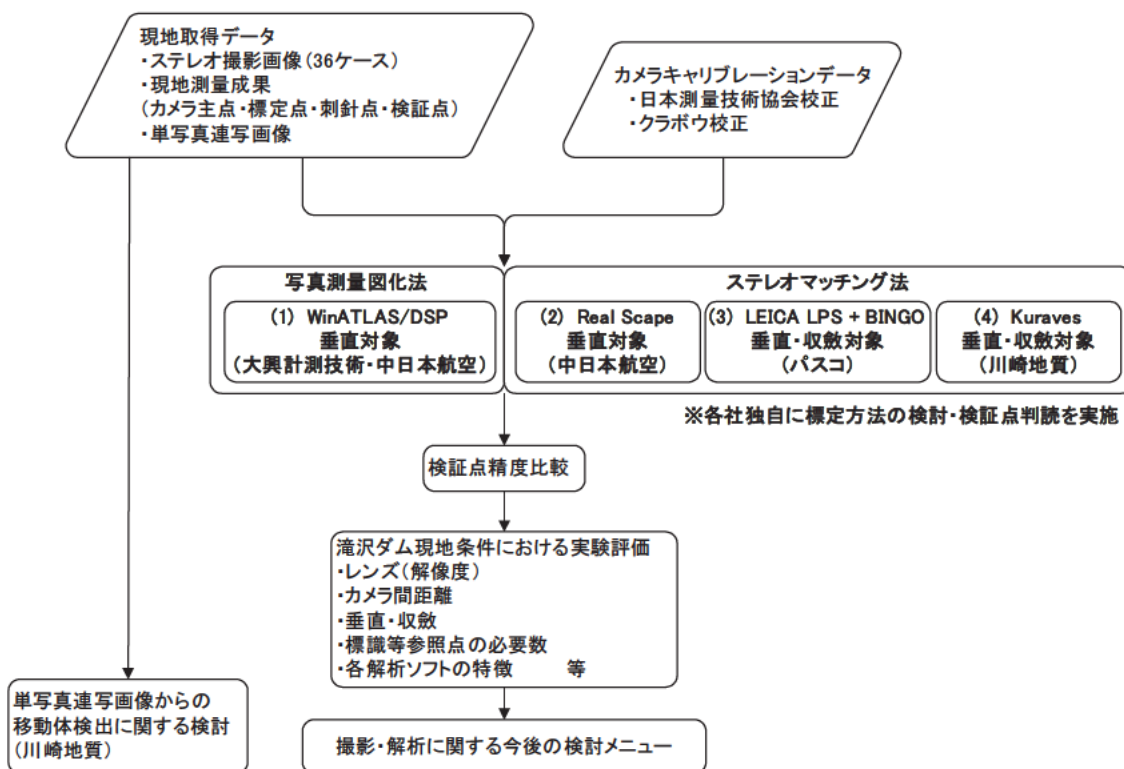 現地取得データ
・ステレオ撮影画像(36ケース)
・現地測量成果
(カメラ主点・標定点・刺針点・検証点)
・単写真連写画像
カメラキャリブレーションデータ
・日本測量技術協会校正
・クラボウ校正
写真測量図化法
(1) WinATLAS/DSP
垂直対象
(大興計測技術・中日本航空)
ステレオマッチング法
(2) Real Scape
垂直対象
(中日本航空)
(3) LEICA LPS + BINGO
垂直・収斂対象
(パスコ)
(4) Kuraves
垂直・収斂対象
(川崎地質)
※各社独自に標定方法の検討・検証点判読を実施
検証点精度比較
滝沢ダム現地条件における実験評価
・レンズ(解像度)
・カメラ間距離
・垂直・収斂
・標識等参照点の必要数
・各解析ソフトの特徴 等
単写真連写画像からの
移動体検出に関する検討
(川崎地質)
撮影・解析に関する今後の検討メニュー